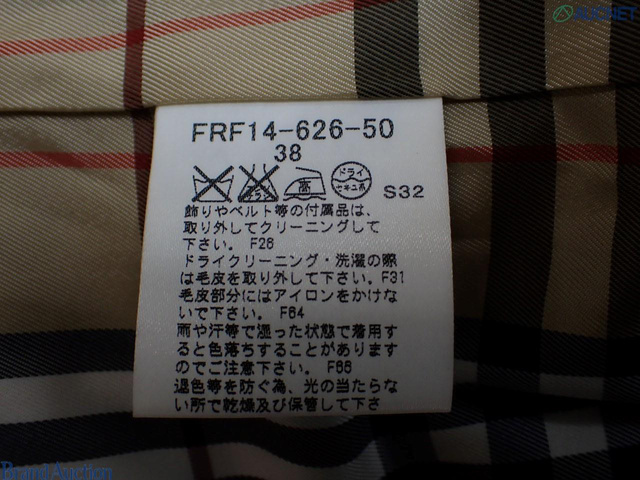 AUCNET
FRF14-626-50
38
エンソ
高
ドライ
セキユ系
S32
飾りやベルト等の付属品は、
取り外してクリーニングして
下さい。 F26
ドライクリーニング・洗濯の際
は毛皮を取り外して下さい。F31
毛皮部分にはアイロンをかけな
いで下さい。 F64
雨や汗等で湿った状態で着用す
ると色落ちすることがあります
のでご注意下さい。 F66
退色等を防ぐ為、光の当たらな
い所で乾燥及び保管して下さ
Brand Auction